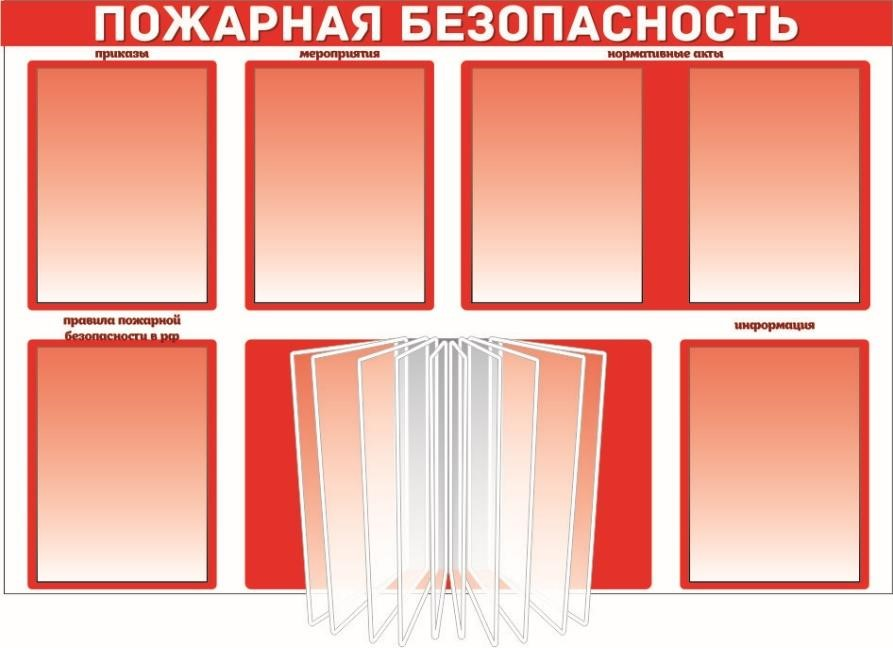 ПОЖАРНАЯ БЕЗОПАСНОСТЬ
приказы
мероприятия
нормативные акты
правила пожарной
безопасности в рф
информация